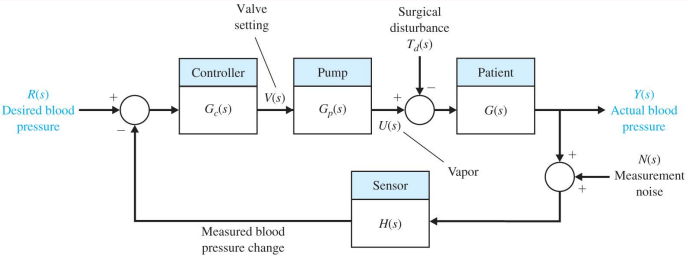 Valve
setting
Surgical
disturbance
T_d(s)
Controller
Pump
Patient
R(s)
Desired blood
pressure
+
−
G_c(s)
V(s)
G_p(s)
+
−
U(s)
G(s)
Y(s)
Actual blood
pressure
Vapor
+
+
N(s)
Measurement
noise
Sensor
H(s)
Measured blood
pressure change